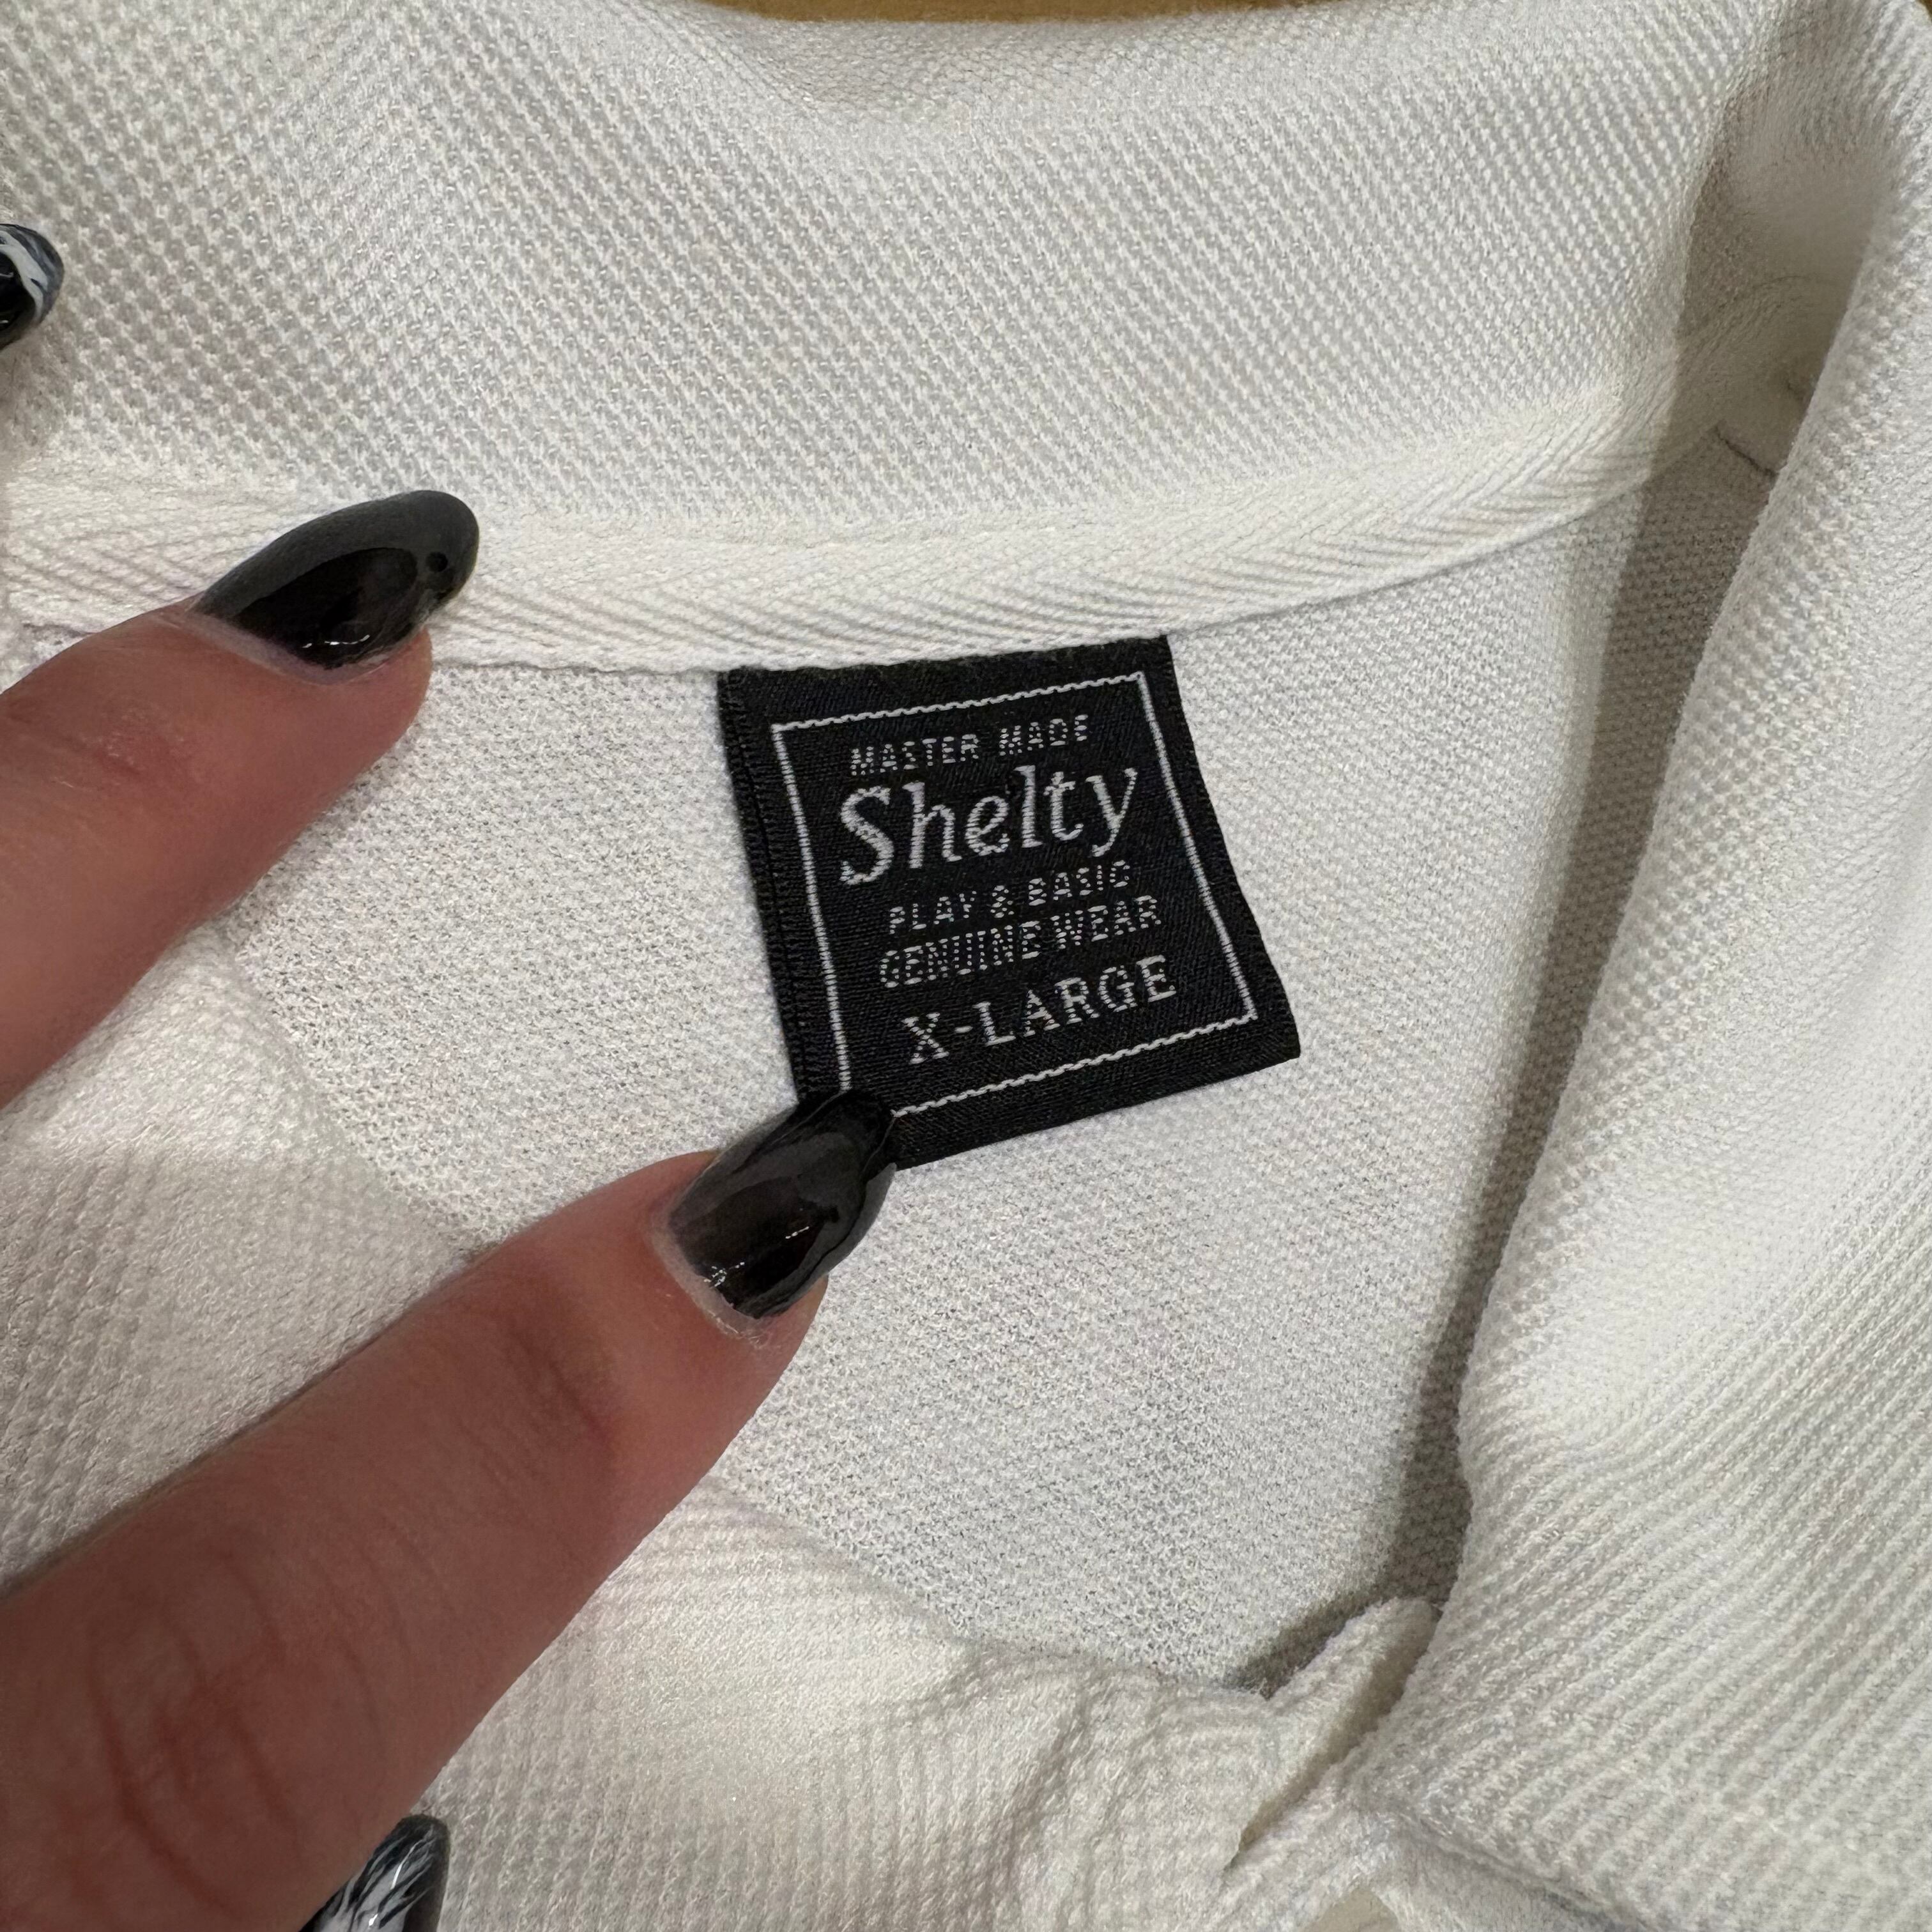 MASTER MADE
Shelty
PLAY & BASIC
GENUINE WEAR
X-LARGE